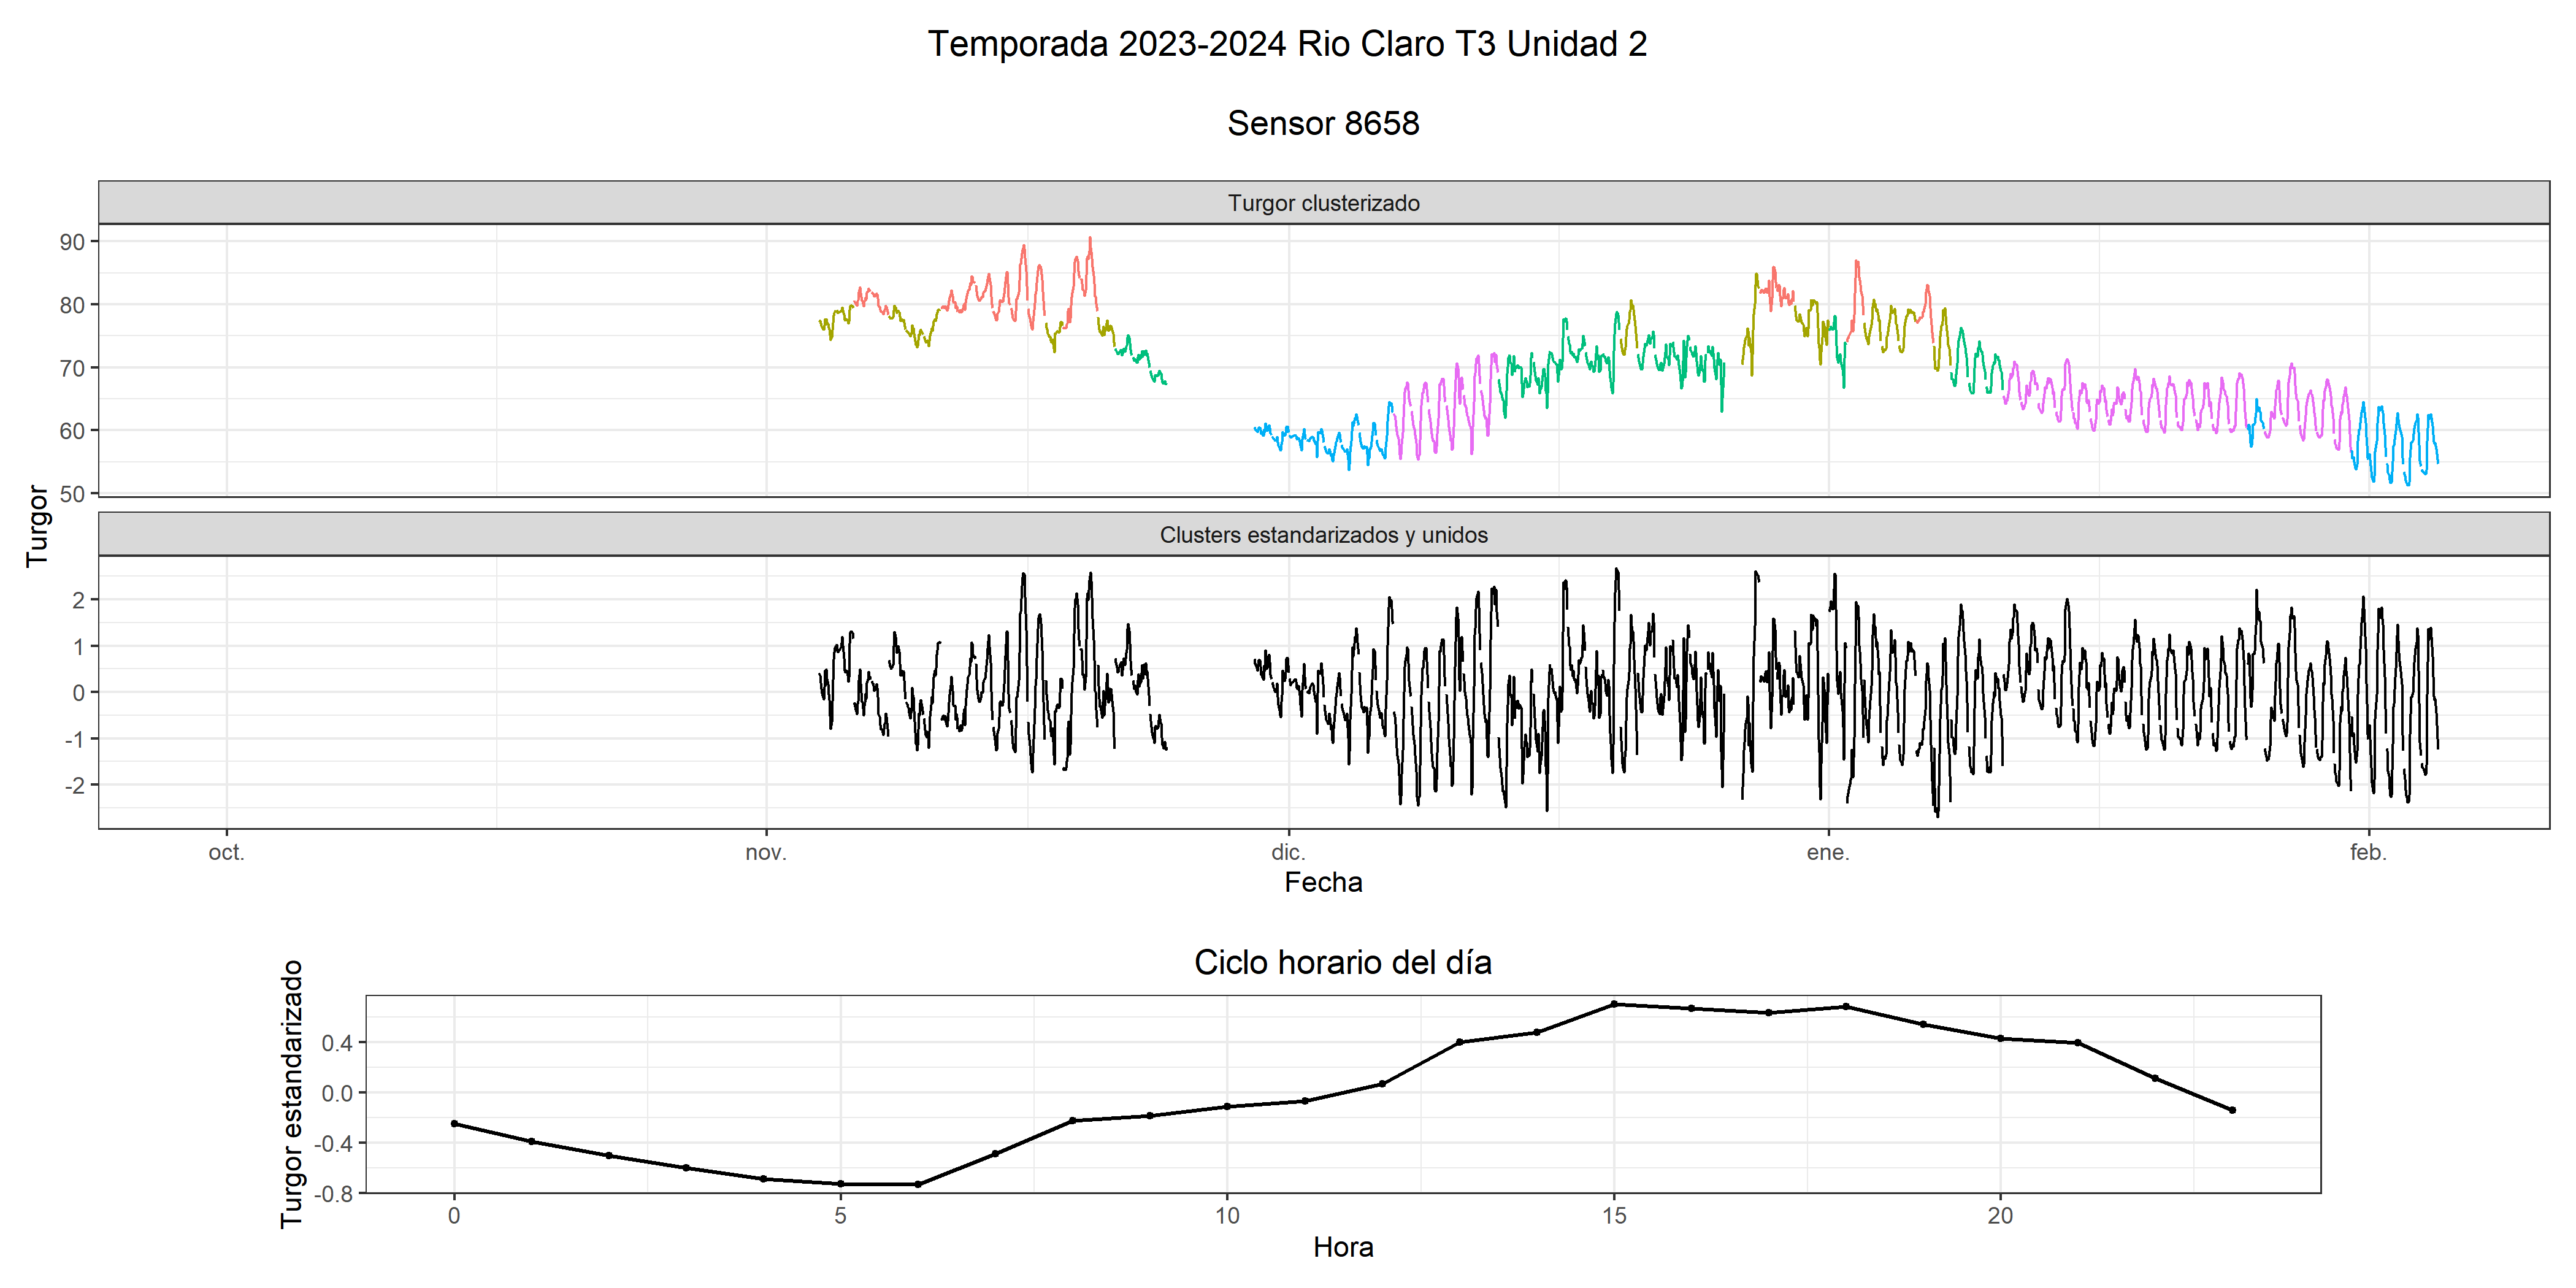 Temporada 2023-2024 Rio Claro T3 Unidad 2
Sensor 8658
Turgor clusterizado
90
80
70
60
50
Turgor
Clusters estandarizados y unidos
2
1
0
-1
-2
oct.
nov.
dic.
ene.
feb.
Fecha
Ciclo horario del día
Turgor estandarizado
0.4
0.0
-0.4
-0.8
0
5
10
15
20
Hora